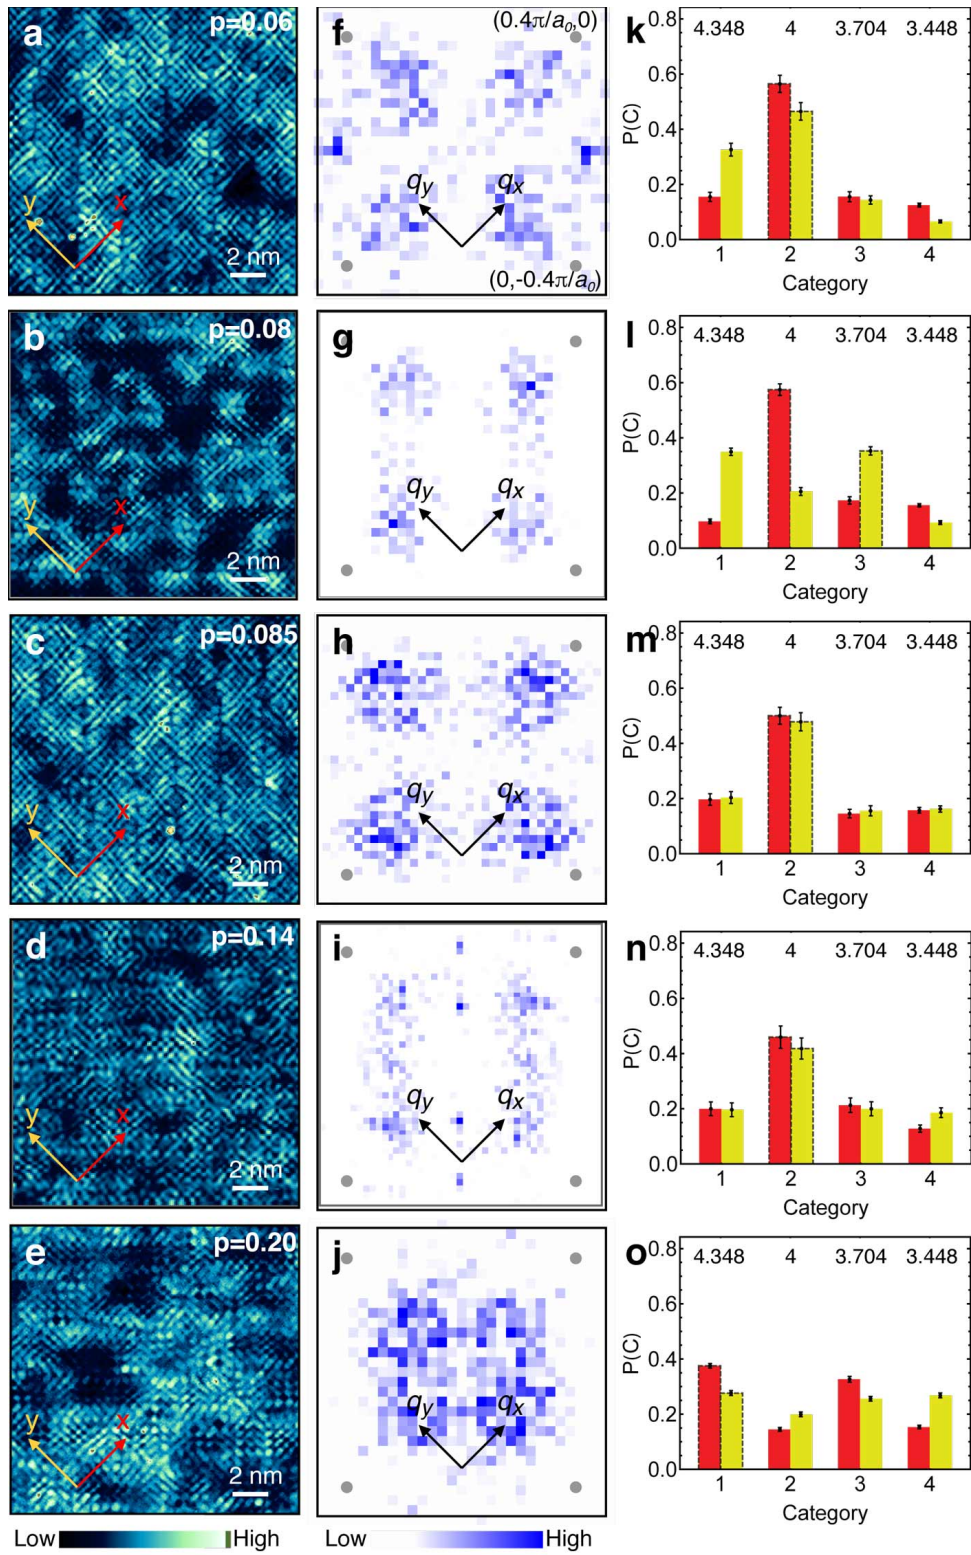 a
p=0.06
y
x
2 nm
f
(0.4π/a₀,0)
qy
qx
(0,-0.4π/a₀)
k
4.348 4 3.704 3.448
P(C)
0.8
0.6
0.4
0.2
0.0
1 2 3 4
Category
b
p=0.08
y
x
2 nm
g
qy
qx
l
4.348 4 3.704 3.448
P(C)
0.8
0.6
0.4
0.2
0.0
1 2 3 4
Category
c
p=0.085
y
x
2 nm
h
qy
qx
m
4.348 4 3.704 3.448
P(C)
0.8
0.6
0.4
0.2
0.0
1 2 3 4
Category
d
p=0.14
y
x
2 nm
i
qy
qx
n
4.348 4 3.704 3.448
P(C)
0.8
0.6
0.4
0.2
0.0
1 2 3 4
Category
e
p=0.20
y
x
2 nm
j
qy
qx
o
4.348 4 3.704 3.448
P(C)
0.8
0.6
0.4
0.2
0.0
1 2 3 4
Category
Low High
Low High